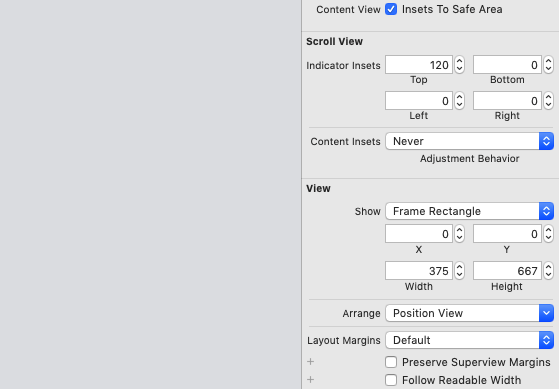 Content View Insets To Safe Area
Scroll View
Indicator Insets 120 0
Top Bottom
0 0
Left Right
Content Insets Never
Adjustment Behavior
View
Show Frame Rectangle
0 0
X Y
375 667
Width Height
Arrange Position View
Layout Margins Default
+ Preserve Superview Margins
+ Follow Readable Width